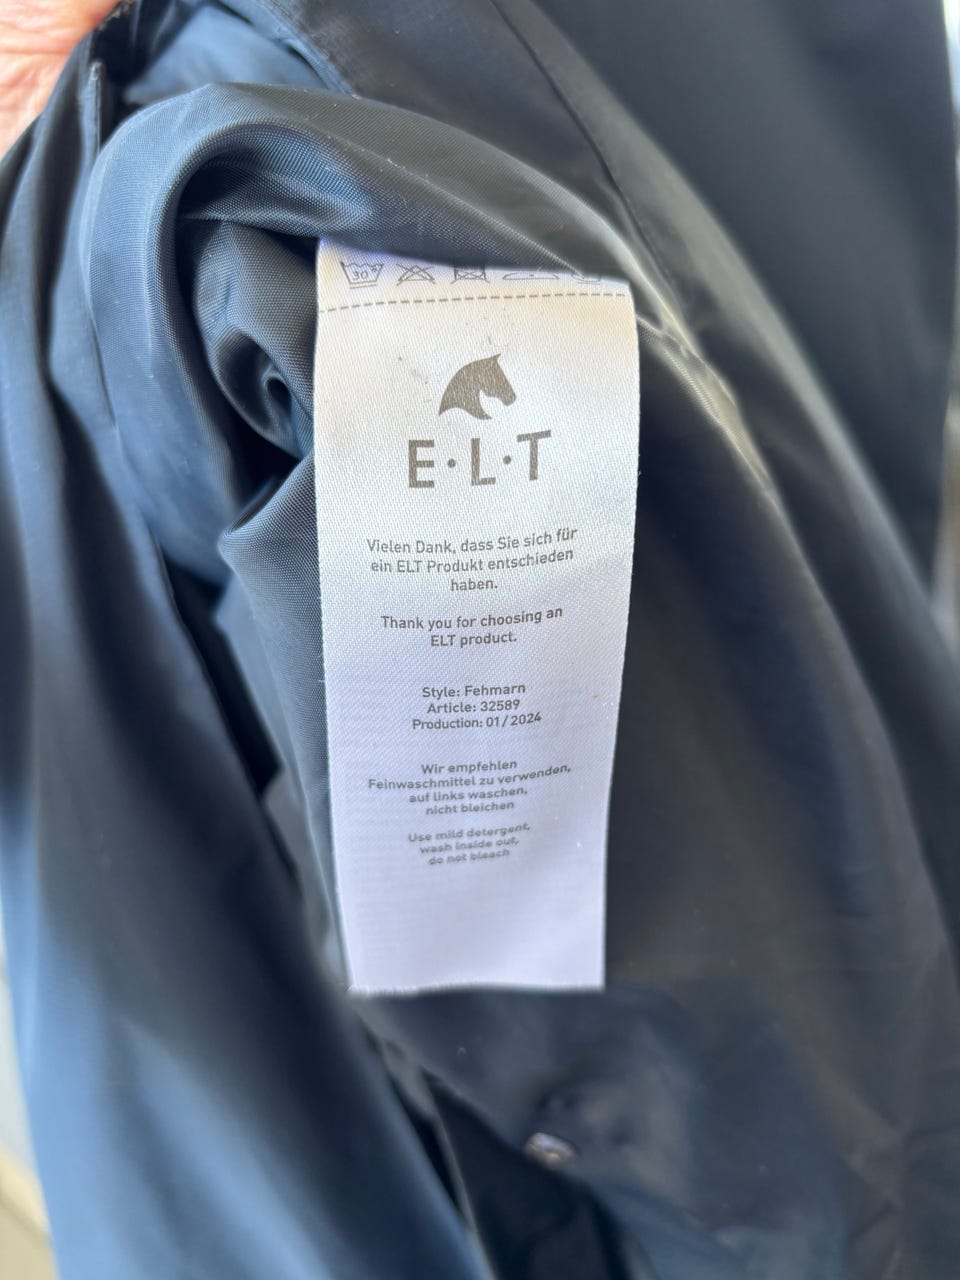 30°
E·L·T
Vielen Dank, dass Sie sich für
ein ELT Produkt entschieden
haben.
Thank you for choosing an
ELT product.
Style: Fehmarn
Article: 32589
Production: 01/2024
Wir empfehlen
Feinwaschmittel zu verwenden,
auf links waschen,
nicht bleichen
Use mild detergent,
wash inside out,
do not bleach